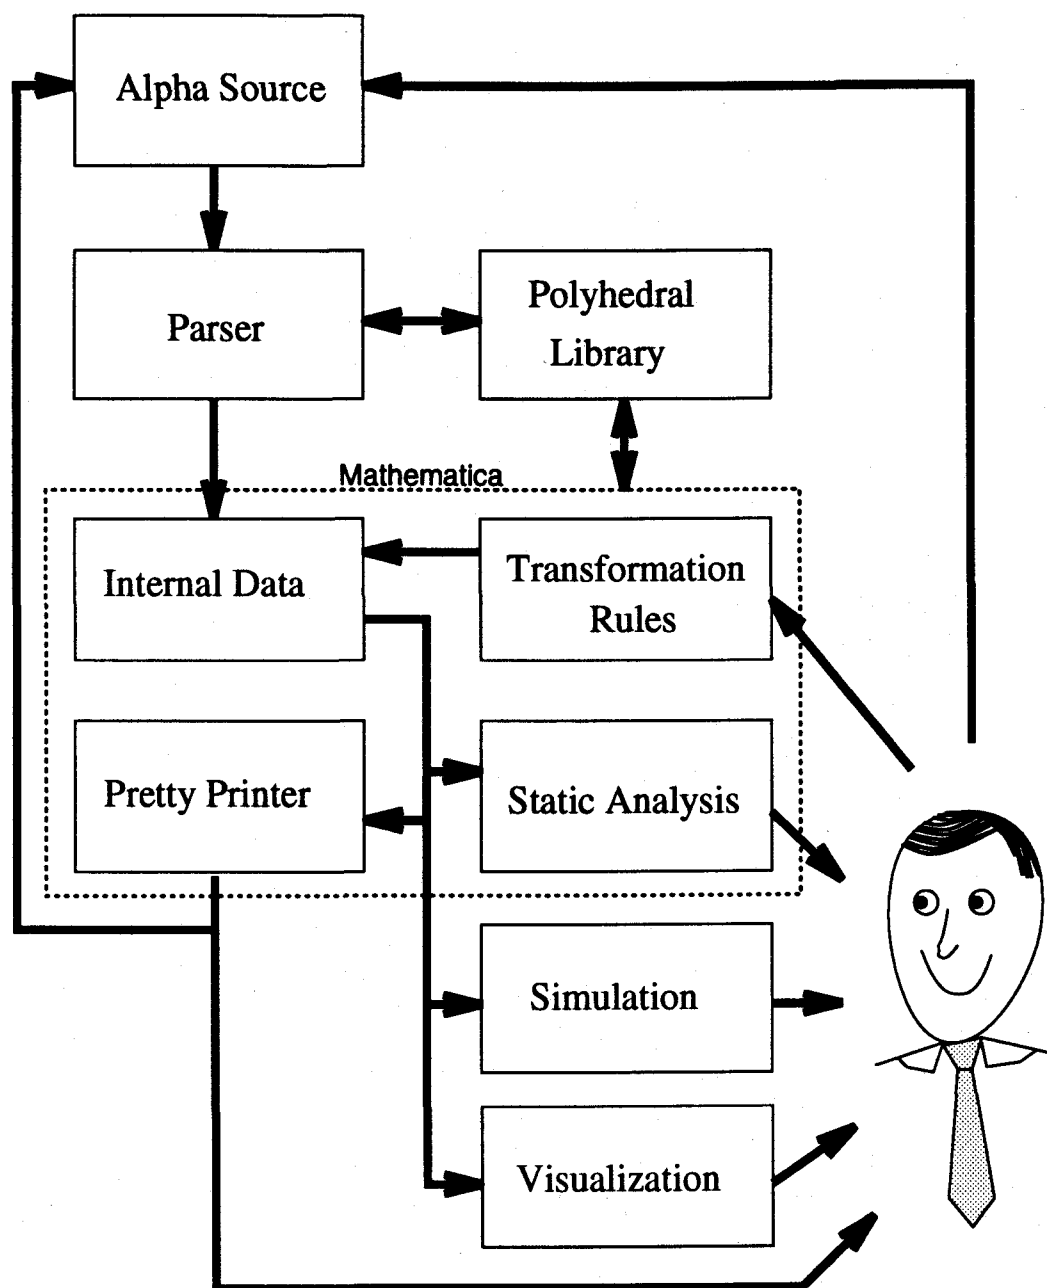 Alpha Source
Parser
Polyhedral
Library
Mathematica
Internal Data
Transformation
Rules
Pretty Printer
Static Analysis
Simulation
Visualization